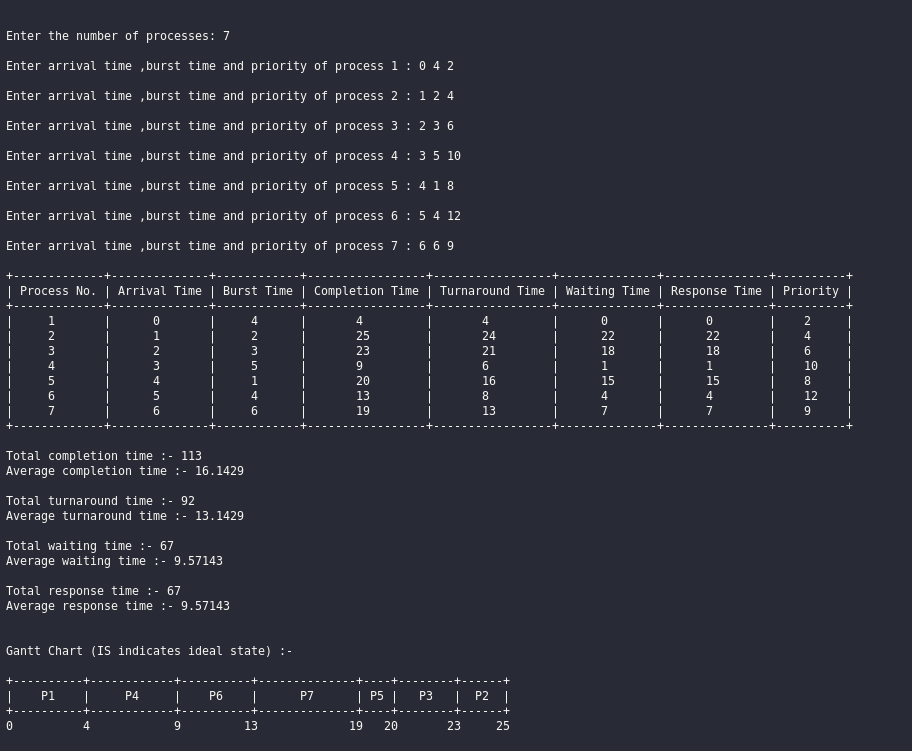 Enter the number of processes: 7
Enter arrival time ,burst time and priority of process 1 : 0 4 2
Enter arrival time ,burst time and priority of process 2 : 1 2 4
Enter arrival time ,burst time and priority of process 3 : 2 3 6
Enter arrival time ,burst time and priority of process 4 : 3 5 10
Enter arrival time ,burst time and priority of process 5 : 4 1 8
Enter arrival time ,burst time and priority of process 6 : 5 4 12
Enter arrival time ,burst time and priority of process 7 : 6 6 9
+-------------+--------------+------------+-----------------+-----------------+--------------+---------------+----------+
| Process No. | Arrival Time | Burst Time | Completion Time | Turnaround Time | Waiting Time | Response Time | Priority |
+-------------+--------------+------------+-----------------+-----------------+--------------+---------------+----------+
|     1       |      0       |     4      |       4         |       4         |      0       |      0        |    2     |
|     2       |      1       |     2      |       25        |       24        |      22      |      22       |    4     |
|     3       |      2       |     3      |       23        |       21        |      18      |      18       |    6     |
|     4       |      3       |     5      |       9         |       6         |      1       |      1        |    10    |
|     5       |      4       |     1      |       20        |       16        |      15      |      15       |    8     |
|     6       |      5       |     4      |       13        |       8         |      4       |      4        |    12    |
|     7       |      6       |     6      |       19        |       13        |      7       |      7        |    9     |
+-------------+--------------+------------+-----------------+-----------------+--------------+---------------+----------+
Total completion time :- 113
Average completion time :- 16.1429
Total turnaround time :- 92
Average turnaround time :- 13.1429
Total waiting time :- 67
Average waiting time :- 9.57143
Total response time :- 67
Average response time :- 9.57143
Gantt Chart (IS indicates ideal state) :-
+----------+------------+----------+--------------+----+--------+------+
|    P1    |     P4     |    P6    |      P7      | P5 |   P3   |  P2  |
+----------+------------+----------+--------------+----+--------+------+
0          4            9         13             19   20       23     25